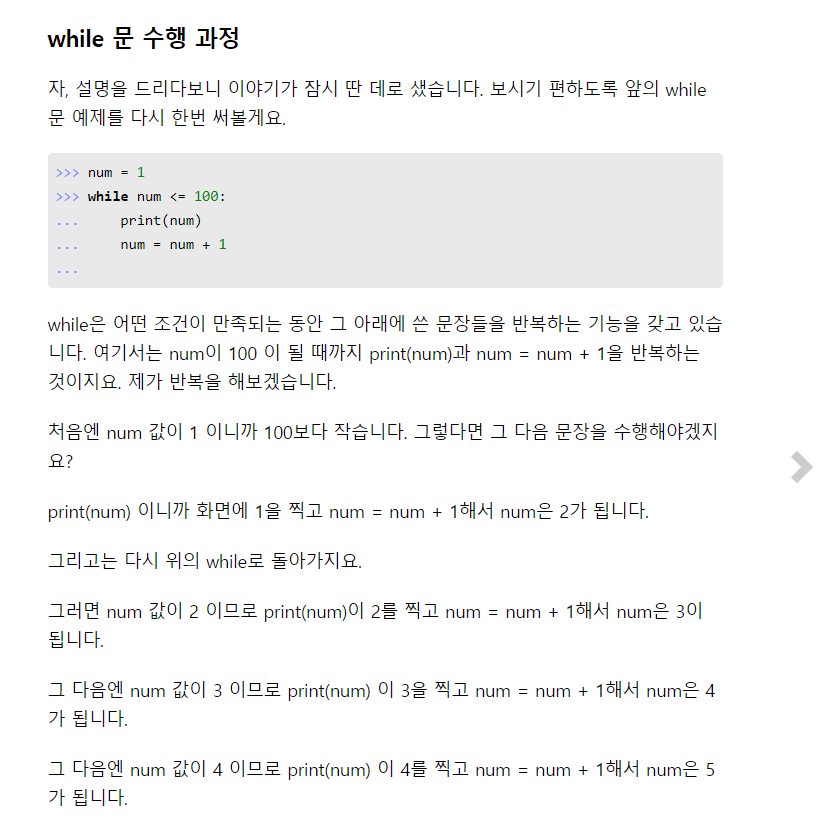 while 문 수행 과정
자, 설명을 드리다보니 이야기가 잠시 딴 데로 샜습니다. 보시기 편하도록 앞의 while
문 예제를 다시 한번 써볼게요.
>>> num = 1
>>> while num <= 100:
...     print(num)
...     num = num + 1
...
while은 어떤 조건이 만족되는 동안 그 아래에 쓴 문장들을 반복하는 기능을 갖고 있습
니다. 여기서는 num이 100 이 될 때까지 print(num)과 num = num + 1을 반복하는
것이지요. 제가 반복을 해보겠습니다.
처음엔 num 값이 1 이니까 100보다 작습니다. 그렇다면 그 다음 문장을 수행해야겠지
요?
print(num) 이니까 화면에 1을 찍고 num = num + 1해서 num은 2가 됩니다.
그리고는 다시 위의 while로 돌아가지요.
그러면 num 값이 2 이므로 print(num)이 2를 찍고 num = num + 1해서 num은 3이
됩니다.
그 다음엔 num 값이 3 이므로 print(num) 이 3을 찍고 num = num + 1해서 num은 4
가 됩니다.
그 다음엔 num 값이 4 이므로 print(num) 이 4를 찍고 num = num + 1해서 num은 5
가 됩니다.